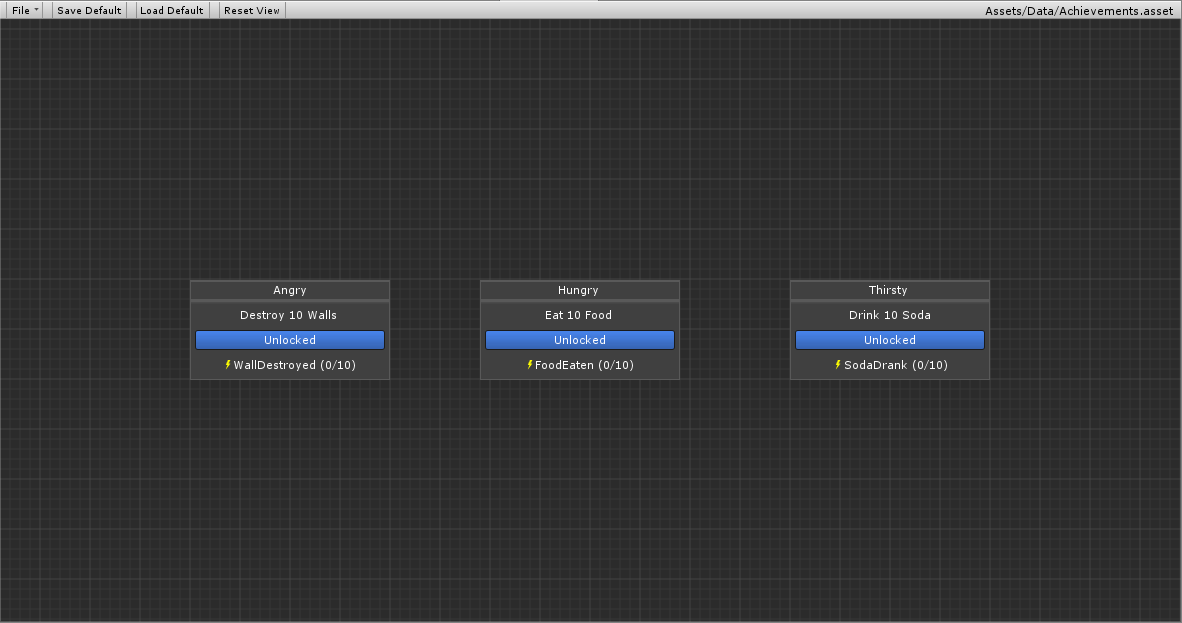 File Save Default Load Default Reset View Assets/Data/Achievements.asset
Angry
Destroy 10 Walls
Unlocked
WallDestroyed (0/10)
Hungry
Eat 10 Food
Unlocked
FoodEaten (0/10)
Thirsty
Drink 10 Soda
Unlocked
SodaDrank (0/10)